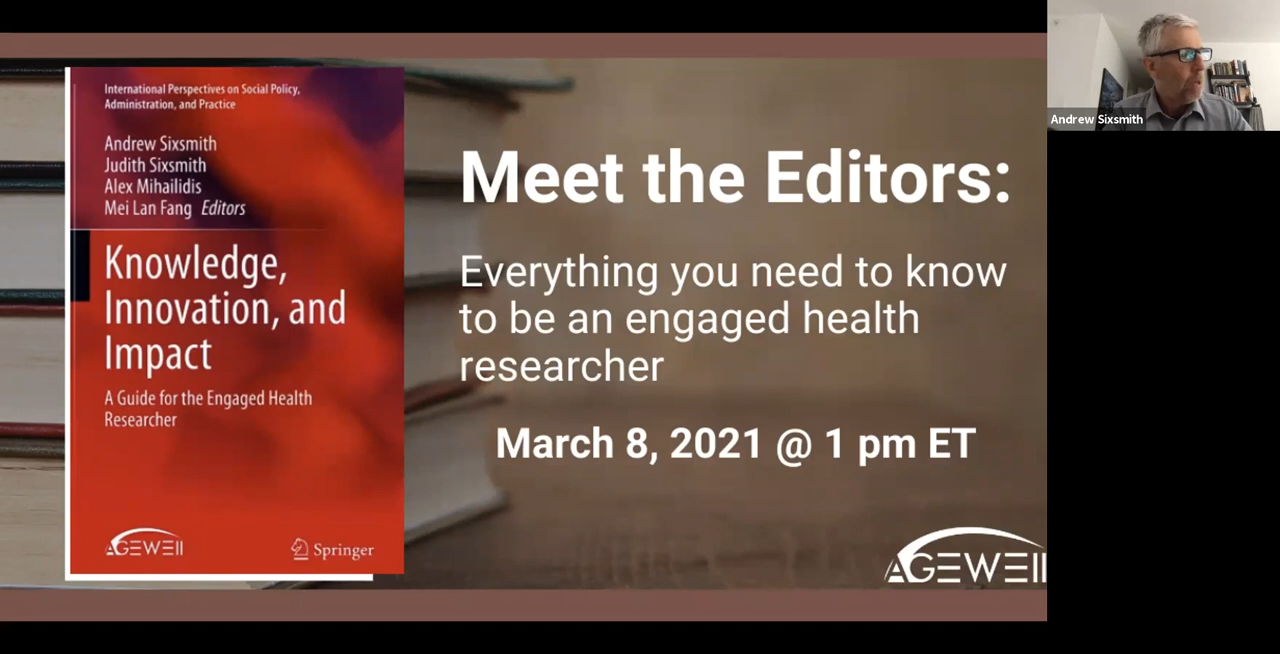 International Perspectives on Social Policy,
Administration, and Practice
Andrew Sixsmith
Judith Sixsmith
Alex Mihailidis
Mei Lan Fang Editors
Knowledge,
Innovation, and
Impact
A Guide for the Engaged Health
Researcher
AGEWEll
Springer
Meet the Editors:
Everything you need to know
to be an engaged health
researcher
March 8, 2021 @ 1 pm ET
AGEWEll
Andrew Sixsmith